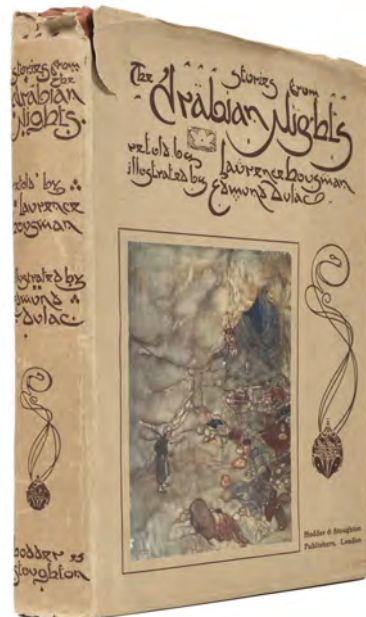 Stories from
The
Arabian
Nights.
retold by
Laurence
housman
illustrated by
Edmund
Dulac
hodder &
Stoughton
Stories from
The Arabian Nights
retold by Laurence housman
illustrated by Edmund Dulac.
Hodder & Stoughton
Publishers, London